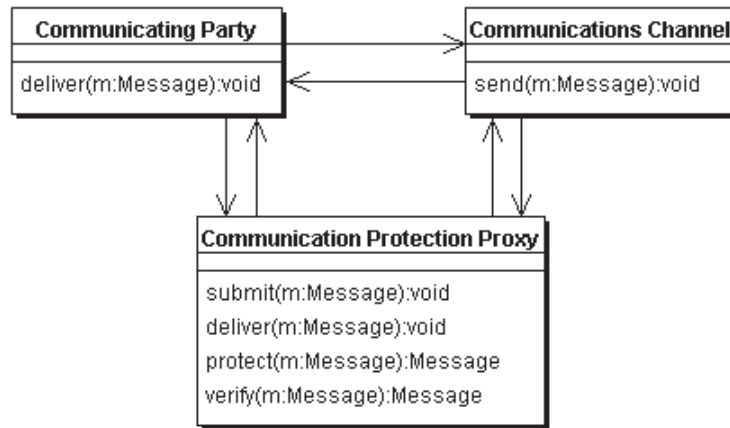 Communicating Party
deliver(m:Message):void
Communications Channel
send(m:Message):void
Communication Protection Proxy
submit(m:Message):void
deliver(m:Message):void
protect(m:Message):Message
verify(m:Message):Message